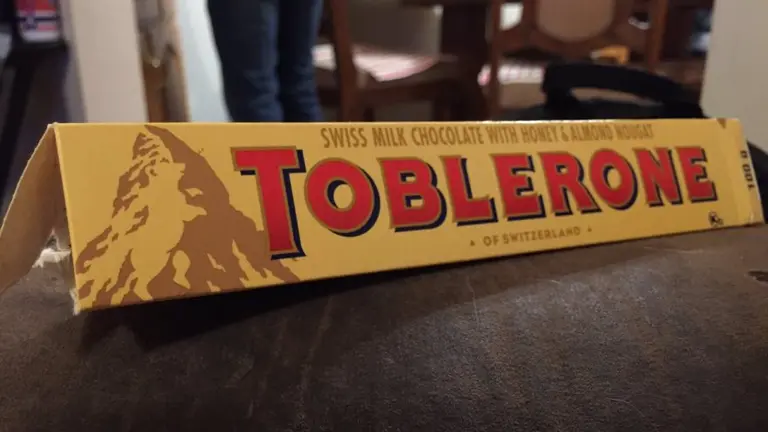 SWISS MILK CHOCOLATE WITH HONEY & ALMOND NOUGAT
TOBLERONE
OF SWITZERLAND
100 g